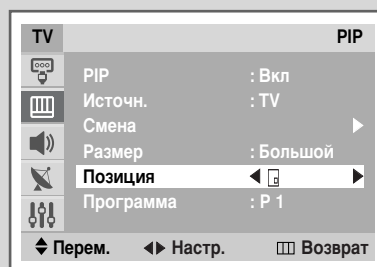 TV PIP
PIP : Вкл
Источн. : TV
Смена
Размер : Большой
Позиция
Программа : P 1
Перем. Настр. Возврат